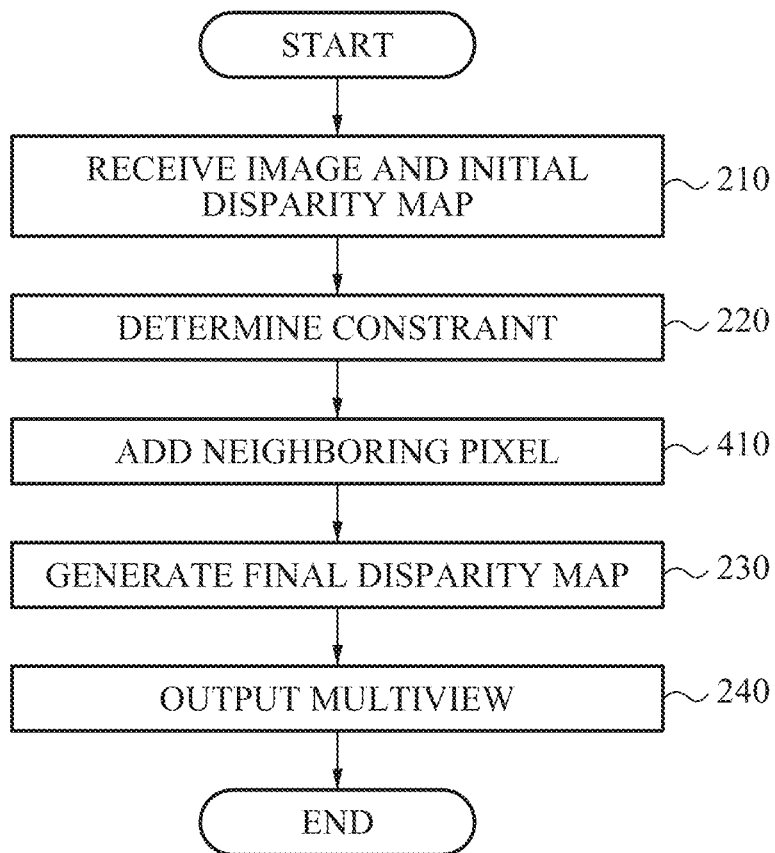 START
RECEIVE IMAGE AND INITIAL
DISPARITY MAP
210
DETERMINE CONSTRAINT
220
ADD NEIGHBORING PIXEL
410
GENERATE FINAL DISPARITY MAP
230
OUTPUT MULTIVIEW
240
END